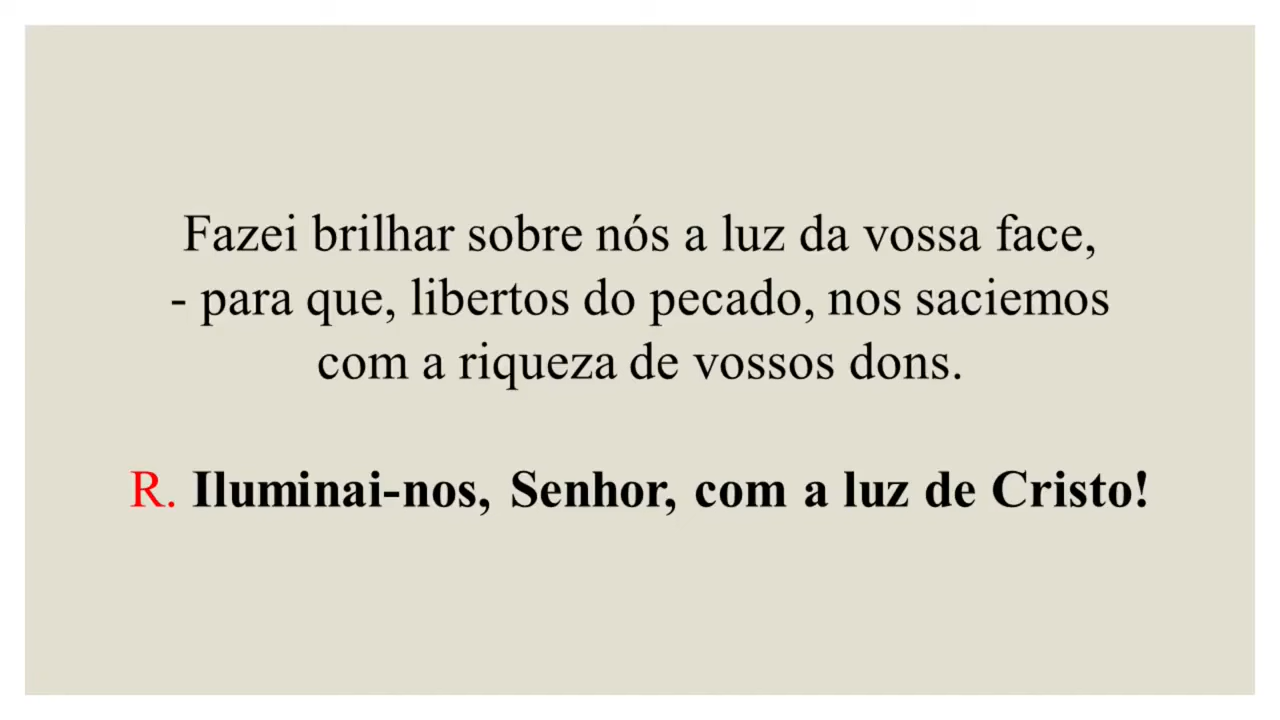 Fazei brilhar sobre nós a luz da vossa face,
- para que, libertos do pecado, nos saciemos
com a riqueza de vossos dons.
R. Iluminai-nos, Senhor, com a luz de Cristo!